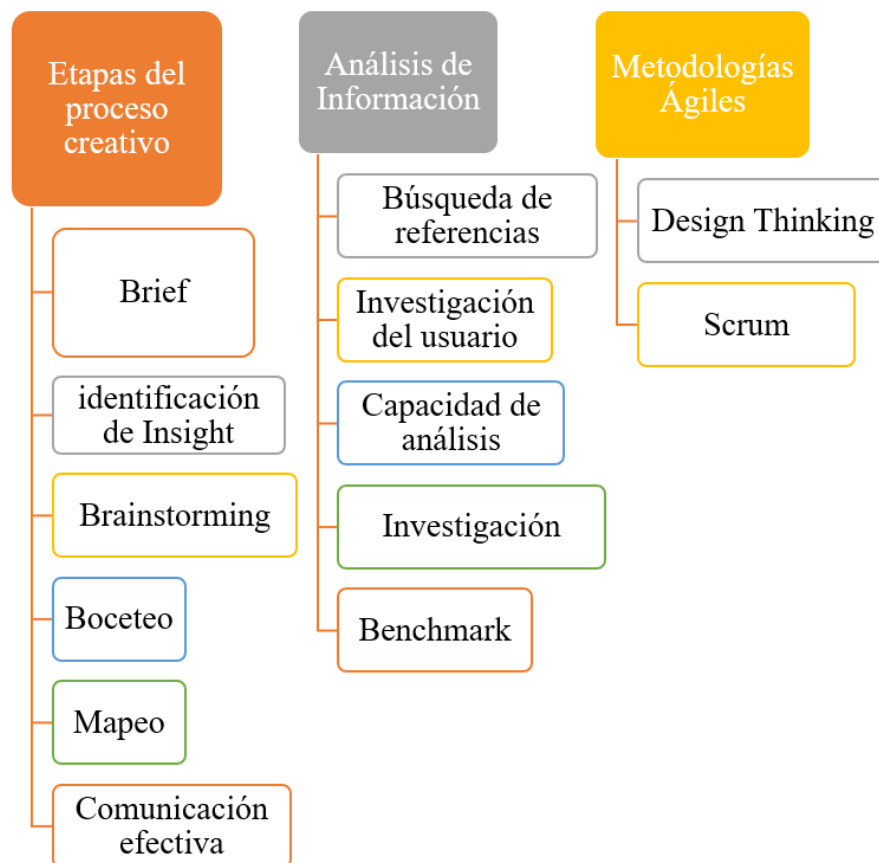 Etapas del
proceso
creativo
Brief
identificación
de Insight
Brainstorming
Boceteo
Mapeo
Comunicación
efectiva
Análisis de
Información
Búsqueda de
referencias
Investigación
del usuario
Capacidad de
análisis
Investigación
Benchmark
Metodologías
Ágiles
Design Thinking
Scrum